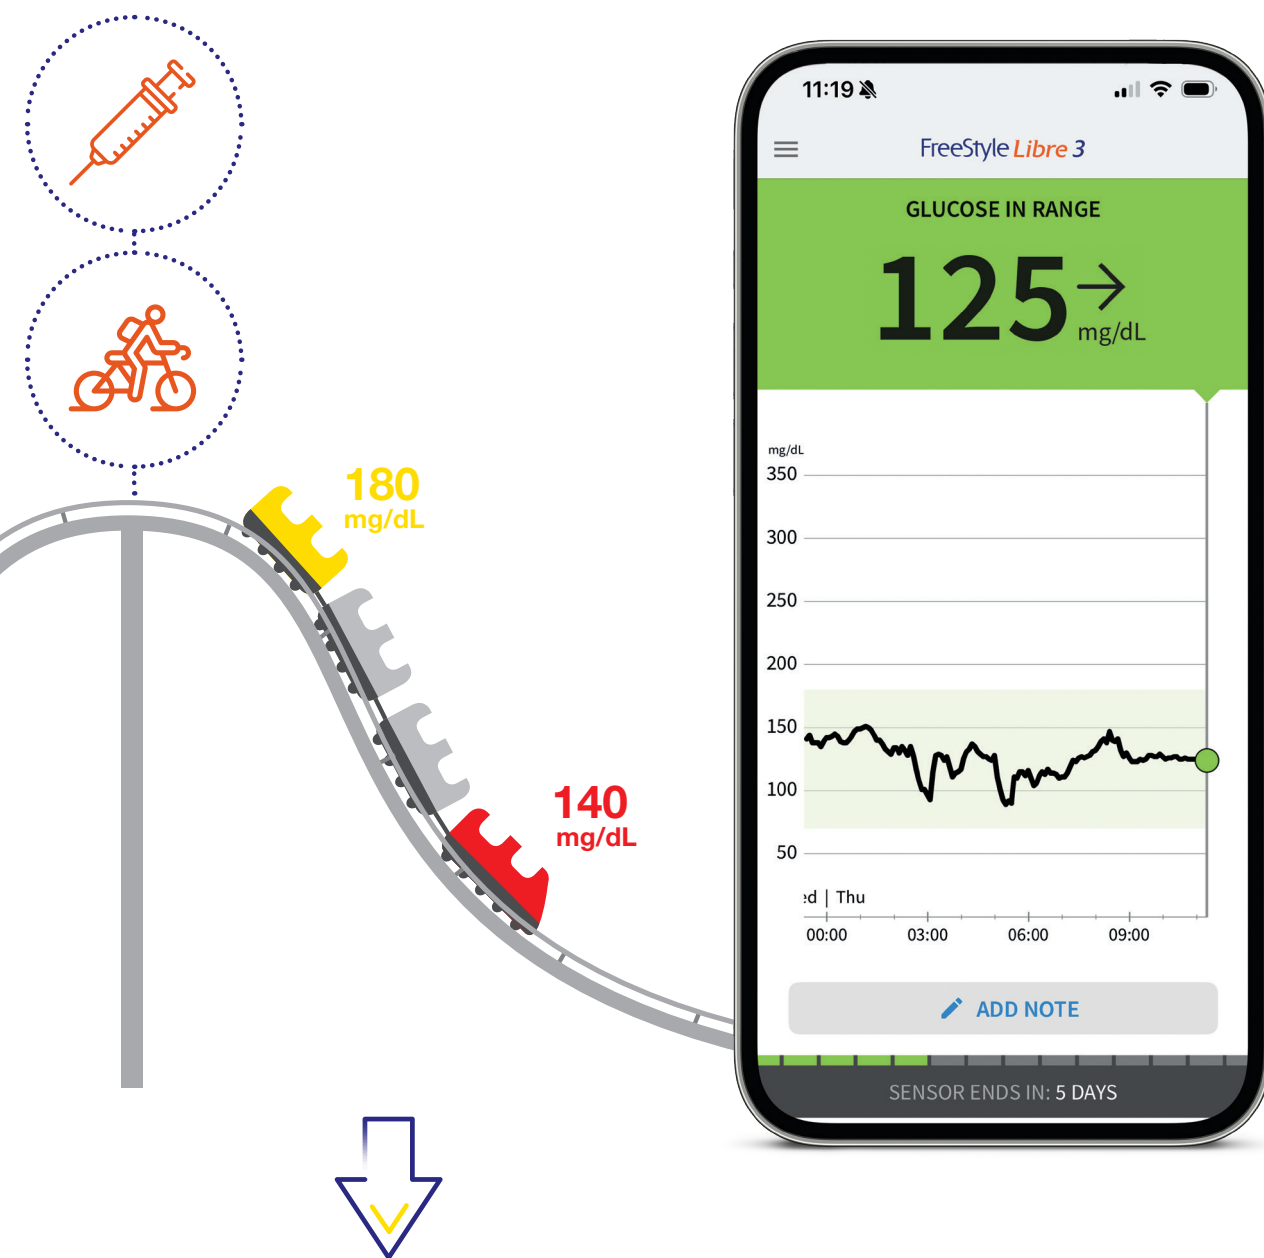 180
mg/dL
140
mg/dL
11:19
FreeStyle Libre 3
GLUCOSE IN RANGE
125
mg/dL
mg/dL
350
300
250
200
150
100
50
ed | Thu
00:00 03:00 06:00 09:00
ADD NOTE
SENSOR ENDS IN: 5 DAYS